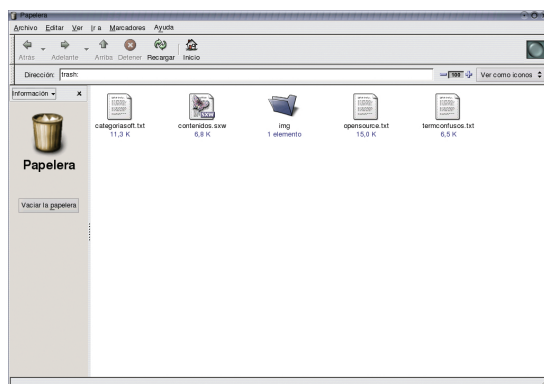 Papelera
Archivo Editar Ver Ir a Marcadores Ayuda
Atrás Adelante Arriba Detener Recargar Inicio
Dirección: trash: 100 Ver como iconos
Información x
Papelera
Vaciar la papelera
categoriasoft.txt
11,3 K
contenidos.sxw
6,8 K
img
1 elemento
opensource.txt
15,0 K
termconfusos.txt
6,5 K
SXW